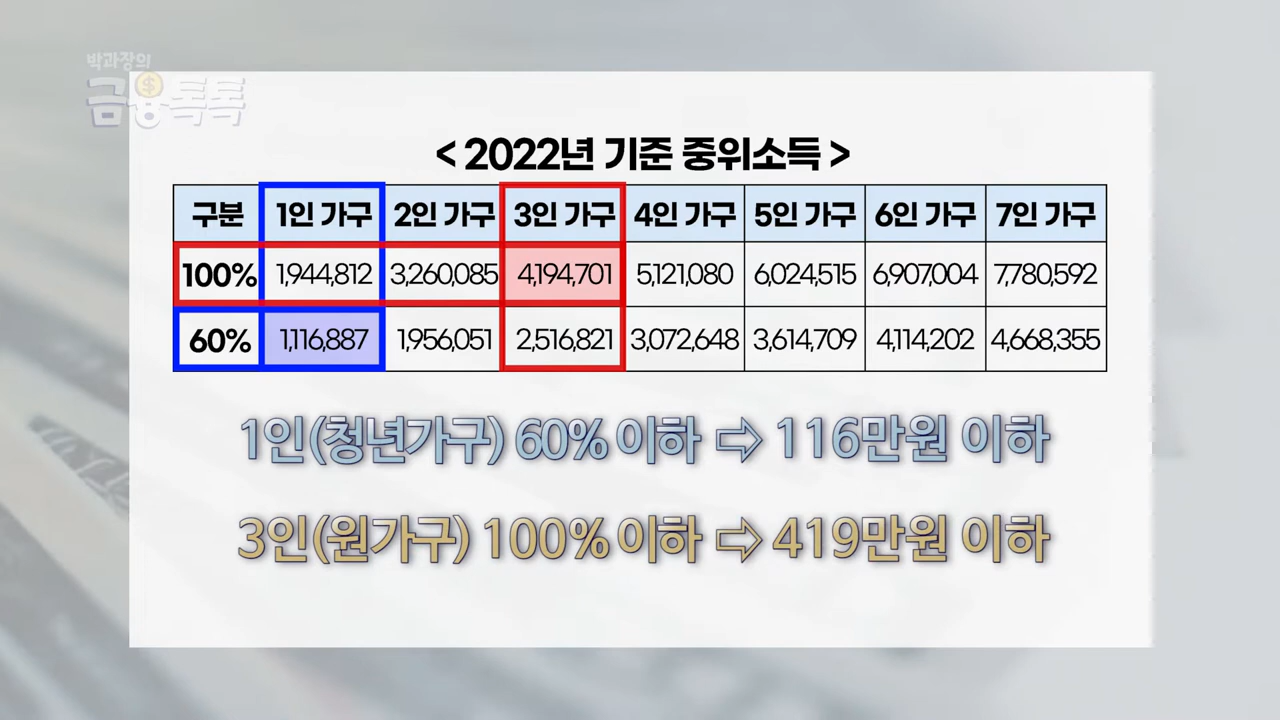 박과장의
금융톡톡
< 2022년 기준 중위소득 >
구분 1인 가구 2인 가구 3인 가구 4인 가구 5인 가구 6인 가구 7인 가구
100% 1,944,812 3,260,085 4,194,701 5,121,080 6,024,515 6,907,004 7,780,592
60% 1,116,887 1,956,051 2,516,821 3,072,648 3,614,709 4,114,202 4,668,355
1인(청년가구) 60% 이하 ⇨ 116만원 이하
3인(원가구) 100% 이하 ⇨ 419만원 이하